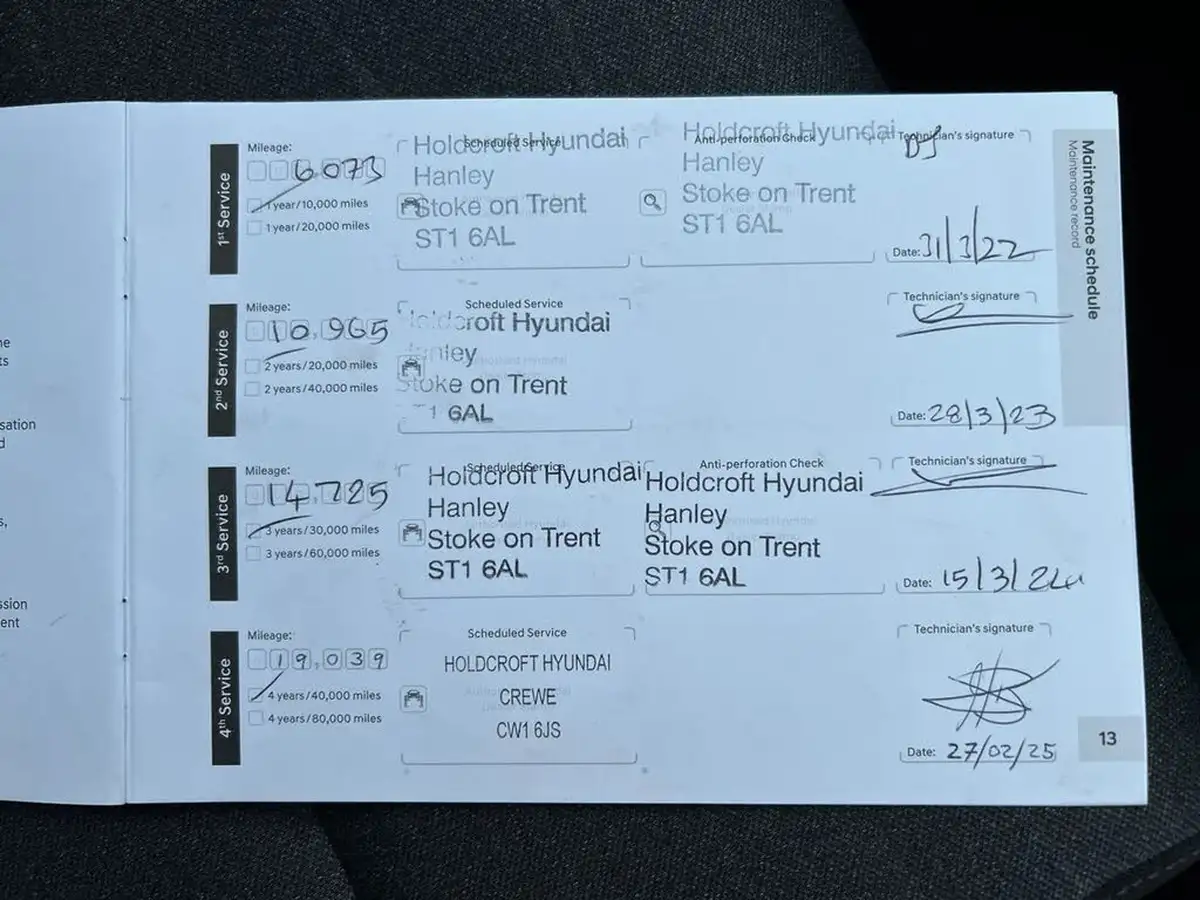 Maintenance schedule
Maintenance record
1st Service
Mileage:
6073
1 year/10,000 miles
1 year/20,000 miles
Scheduled Service
Holdcroft Hyundai
Hanley
Stoke on Trent
ST1 6AL
Anti-perforation Check
Holdcroft Hyundai
Hanley
Stoke on Trent
ST1 6AL
Technician's signature
Date: 31/3/22
2nd Service
Mileage:
10,965
2 years/20,000 miles
2 years/40,000 miles
Scheduled Service
Holdcroft Hyundai
Hanley
Stoke on Trent
ST1 6AL
Technician's signature
Date: 28/3/23
3rd Service
Mileage:
14,725
3 years/30,000 miles
3 years/60,000 miles
Scheduled Service
Holdcroft Hyundai
Hanley
Stoke on Trent
ST1 6AL
Anti-perforation Check
Holdcroft Hyundai
Hanley
Stoke on Trent
ST1 6AL
Technician's signature
Date: 15/3/24
4th Service
Mileage:
19,039
4 years/40,000 miles
4 years/80,000 miles
Scheduled Service
HOLDCROFT HYUNDAI
CREWE
CW1 6JS
Technician's signature
Date: 27/02/25
13